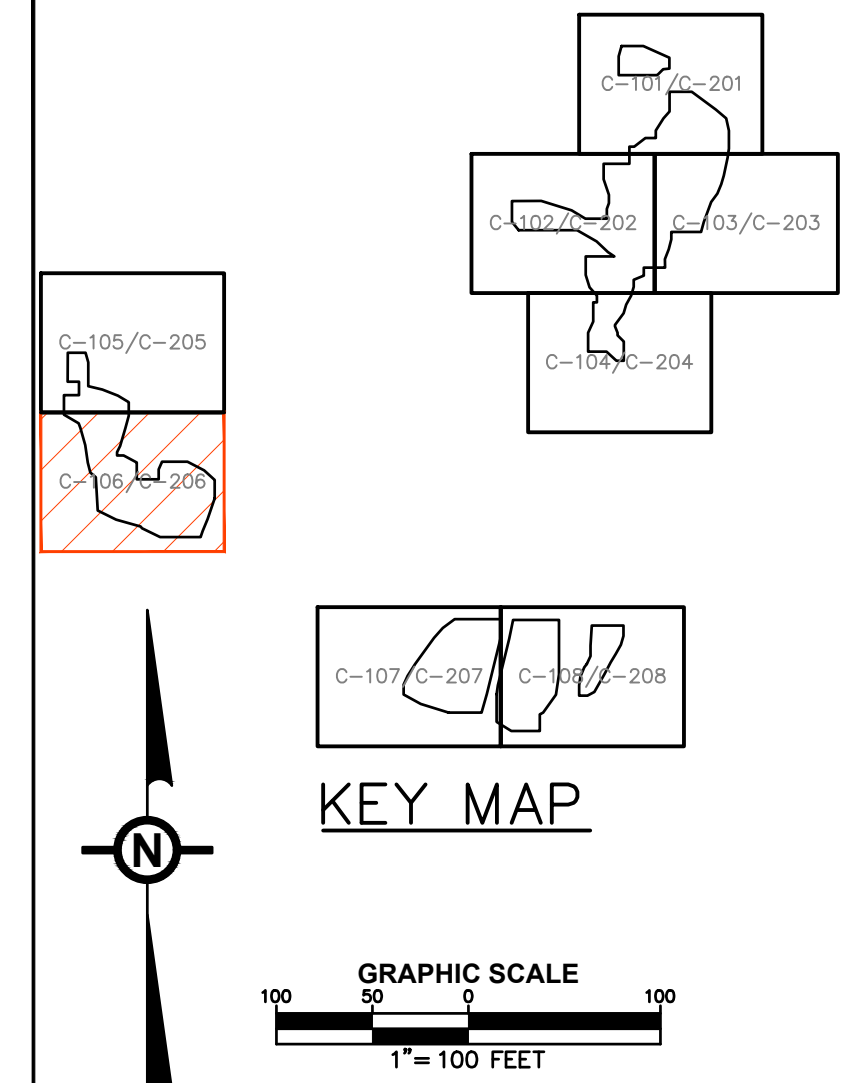 C-101/C-201
C-102/C-202 C-103/C-203
C-105/C-205
C-104/C-204
C-106/C-206
C-107/C-207 C-108/C-208
KEY MAP
N
GRAPHIC SCALE
100 50 0 100
1"= 100 FEET